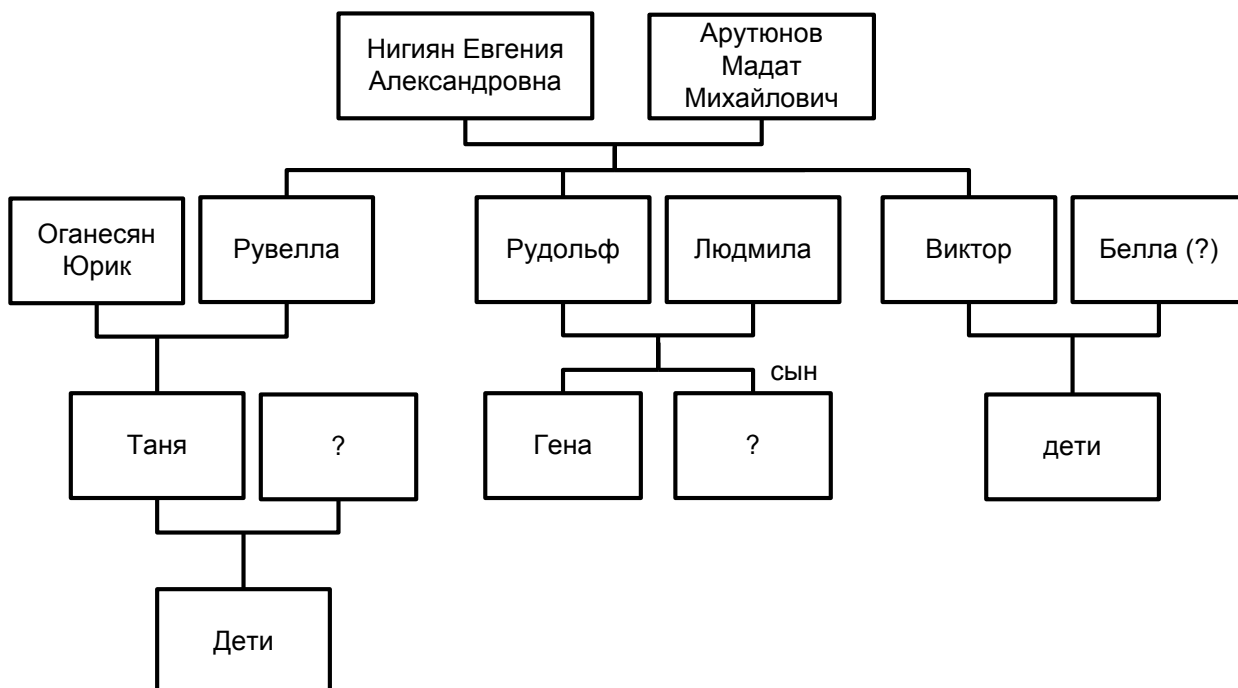 Нигиян Евгения
Александровна
Арутюнов
Мадат
Михайлович
Оганесян
Юрик
Рувелла
Рудольф
Людмила
Виктор
Белла (?)
сын
Таня
?
Гена
?
дети
Дети